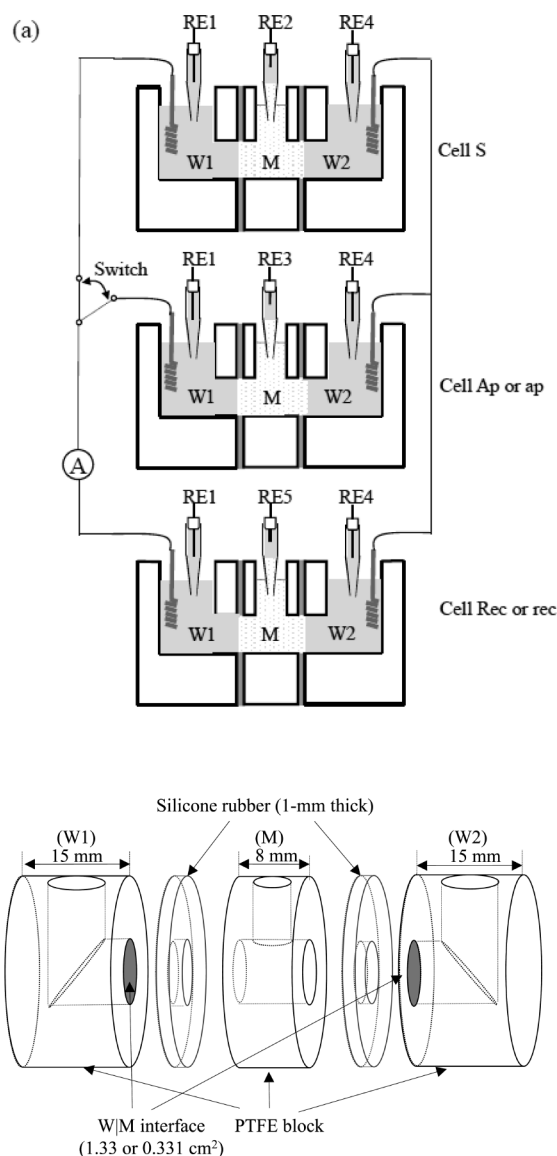 (a)
RE1 RE2 RE4
W1 M W2
Cell S
Switch
RE1 RE3 RE4
W1 M W2
Cell Ap or ap
A
RE1 RE5 RE4
W1 M W2
Cell Rec or rec
Silicone rubber (1-mm thick)
(W1) (M) (W2)
15 mm 8 mm 15 mm
W|M interface PTFE block
(1.33 or 0.331 cm²)